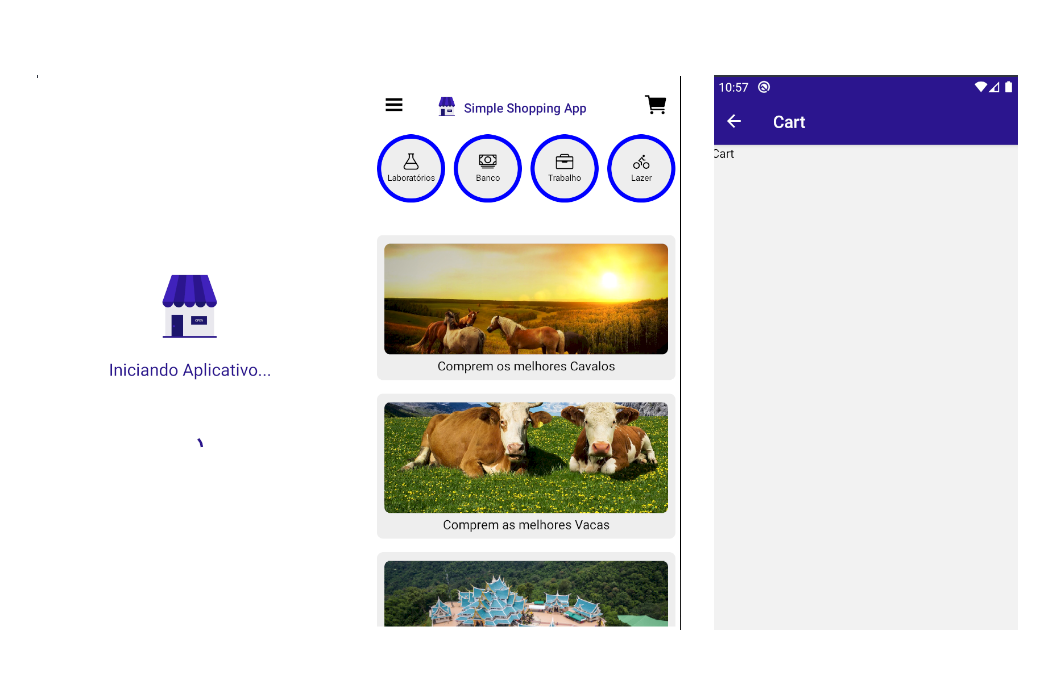 Iniciando Aplicativo...
Simple Shopping App
Laboratórios
Banco
Trabalho
Lazer
Comprem os melhores Cavalos
Comprem as melhores Vacas
10:57
Cart
Cart